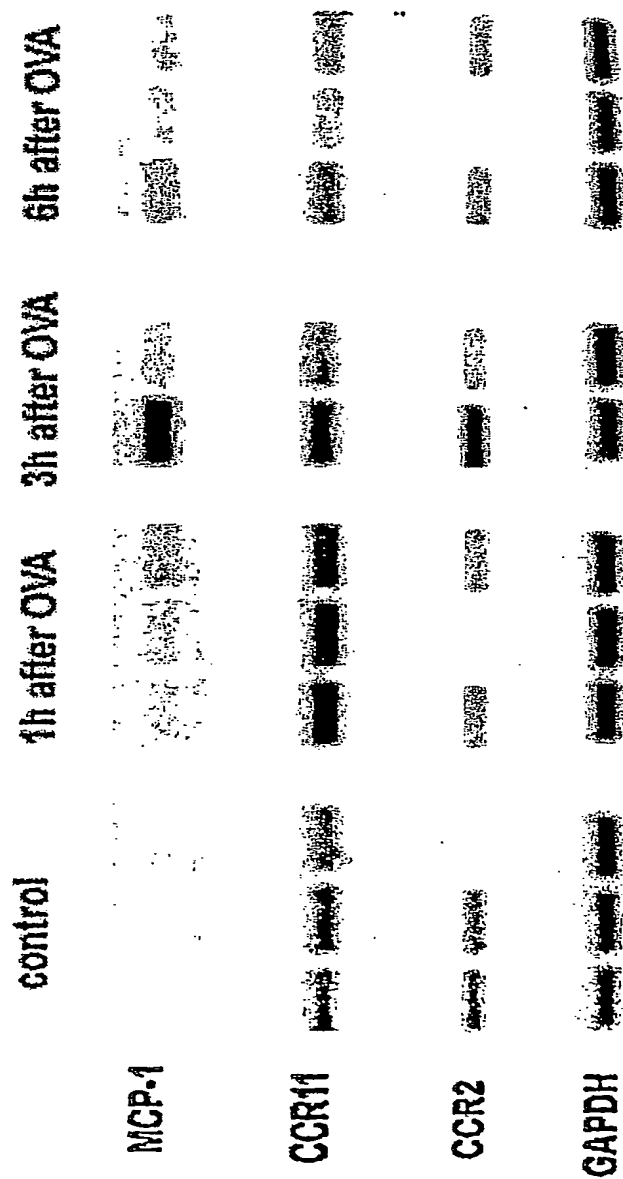 control 1h after OVA 3h after OVA 6h after OVA
MCP-1
CCR11
CCR2
GAPDH